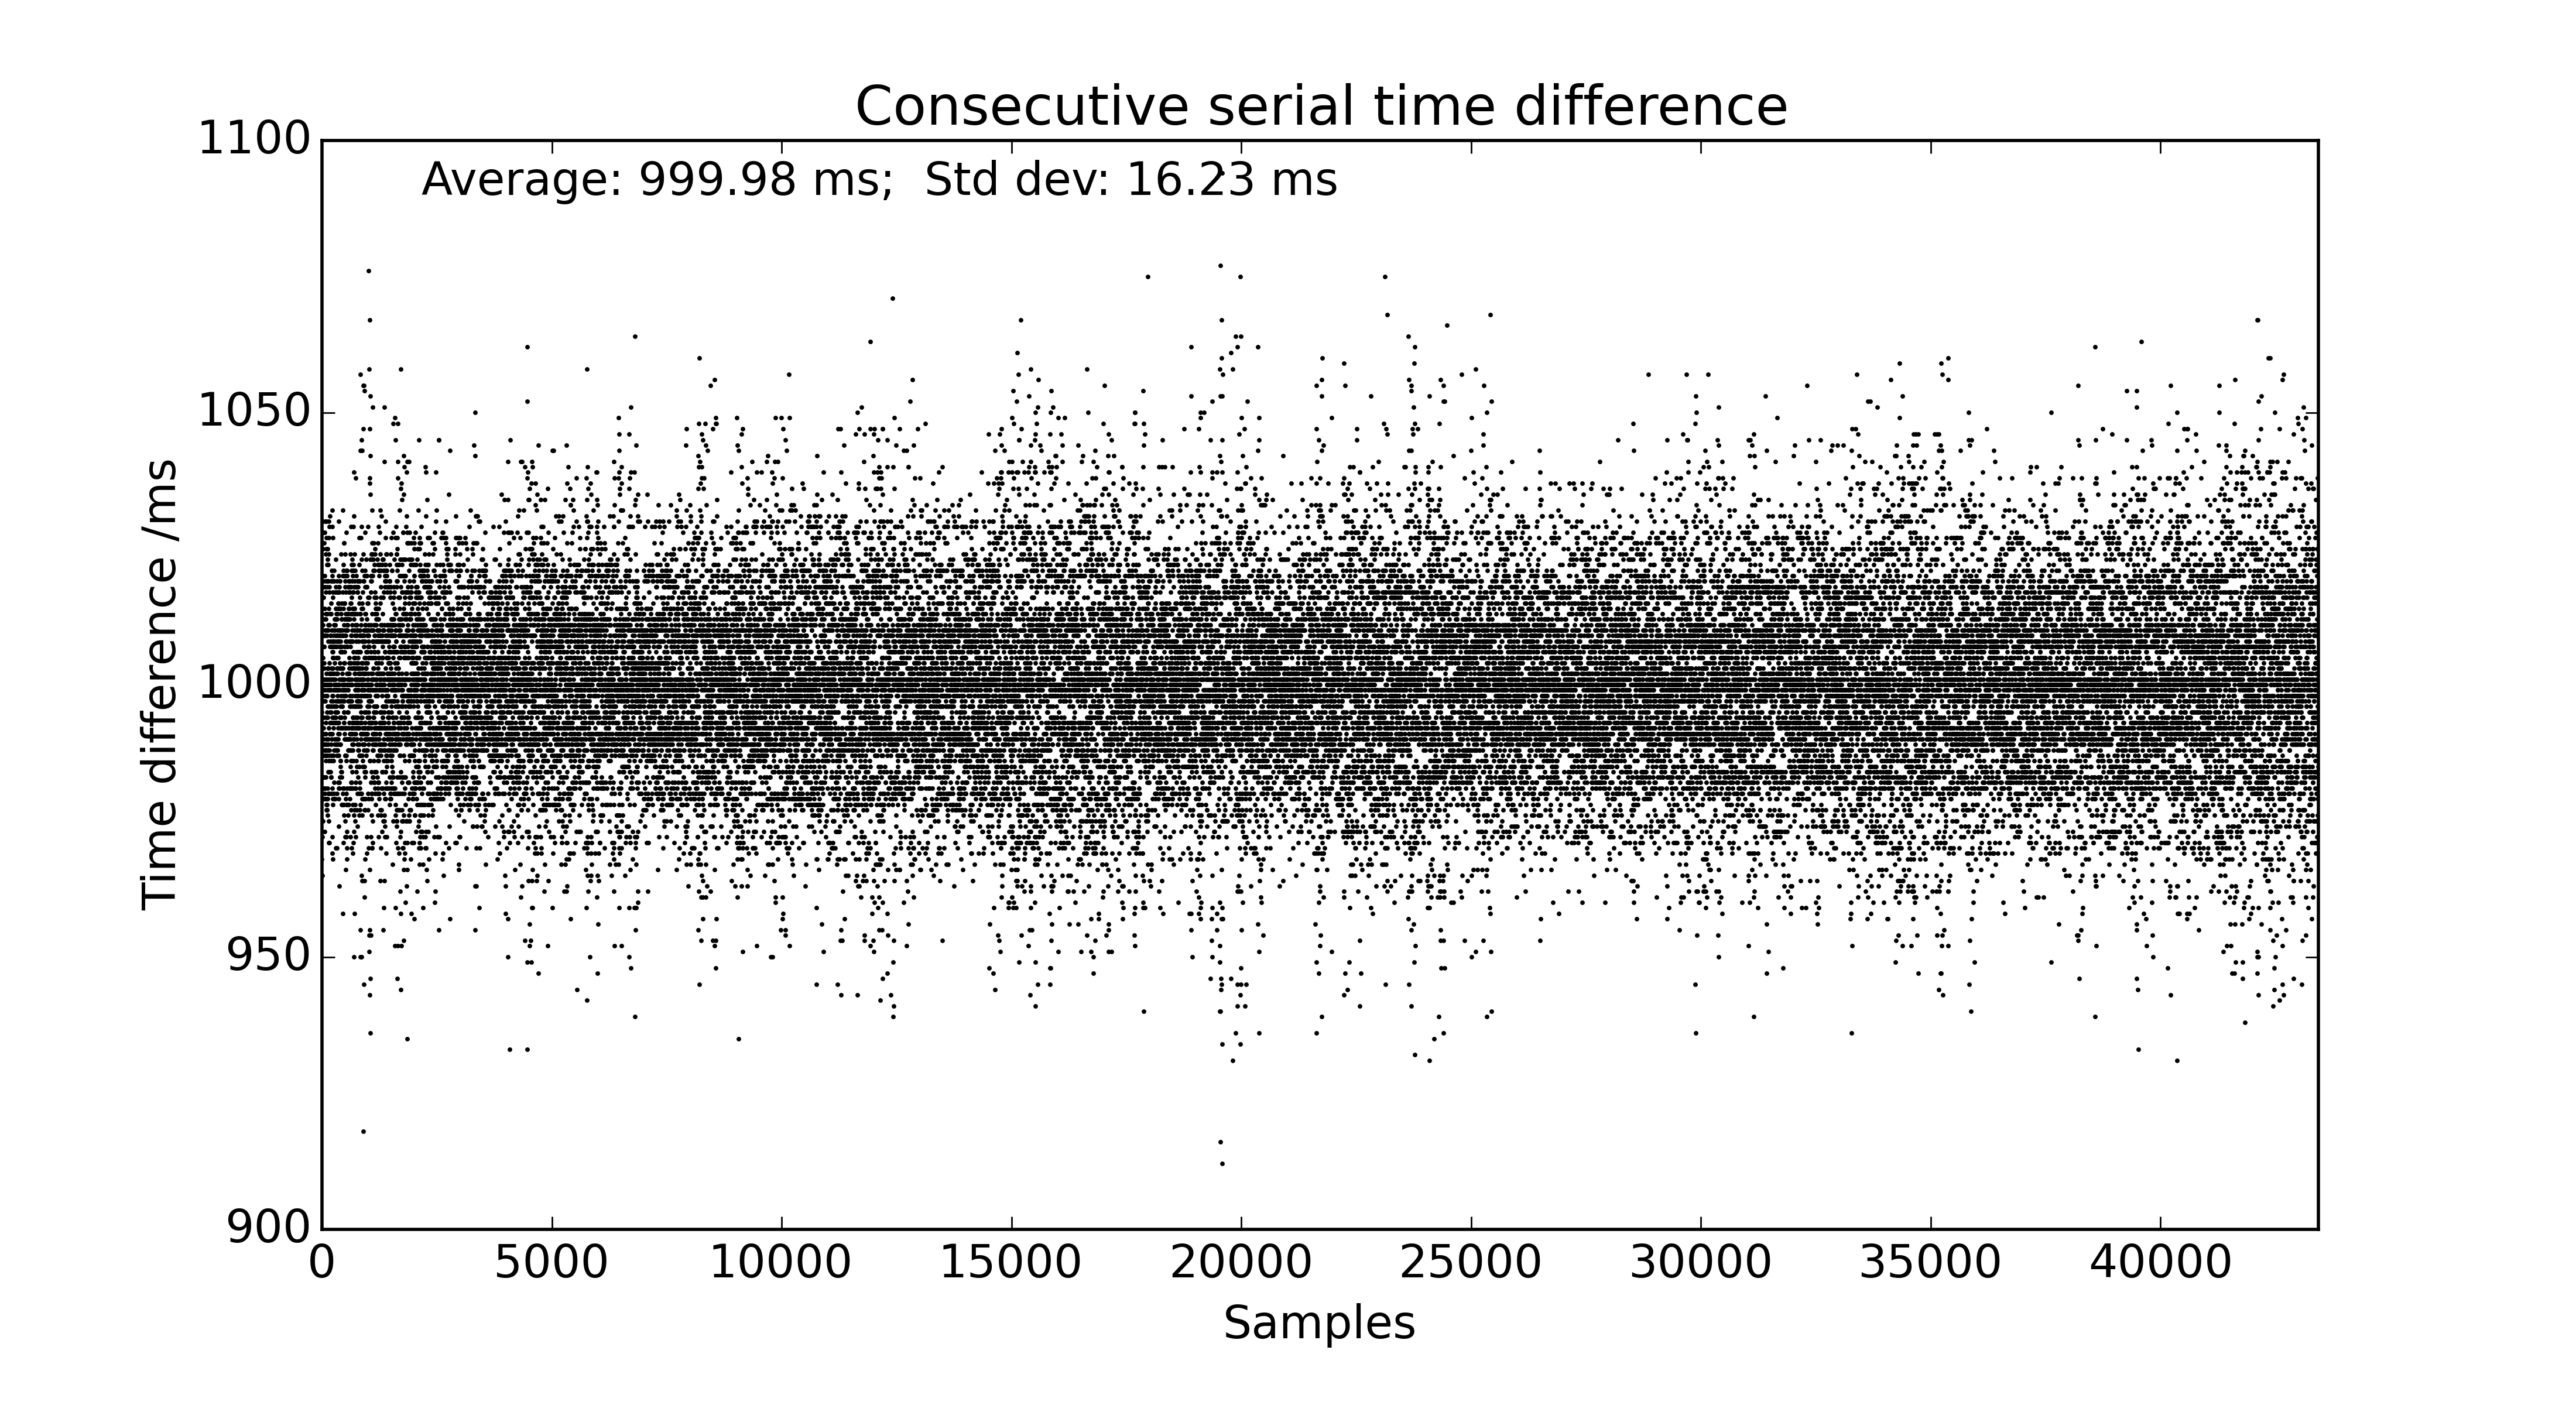 Consecutive serial time difference
Average: 999.98 ms;  Std dev: 16.23 ms
1100
1050
1000
950
900
Time difference /ms
0 5000 10000 15000 20000 25000 30000 35000 40000
Samples